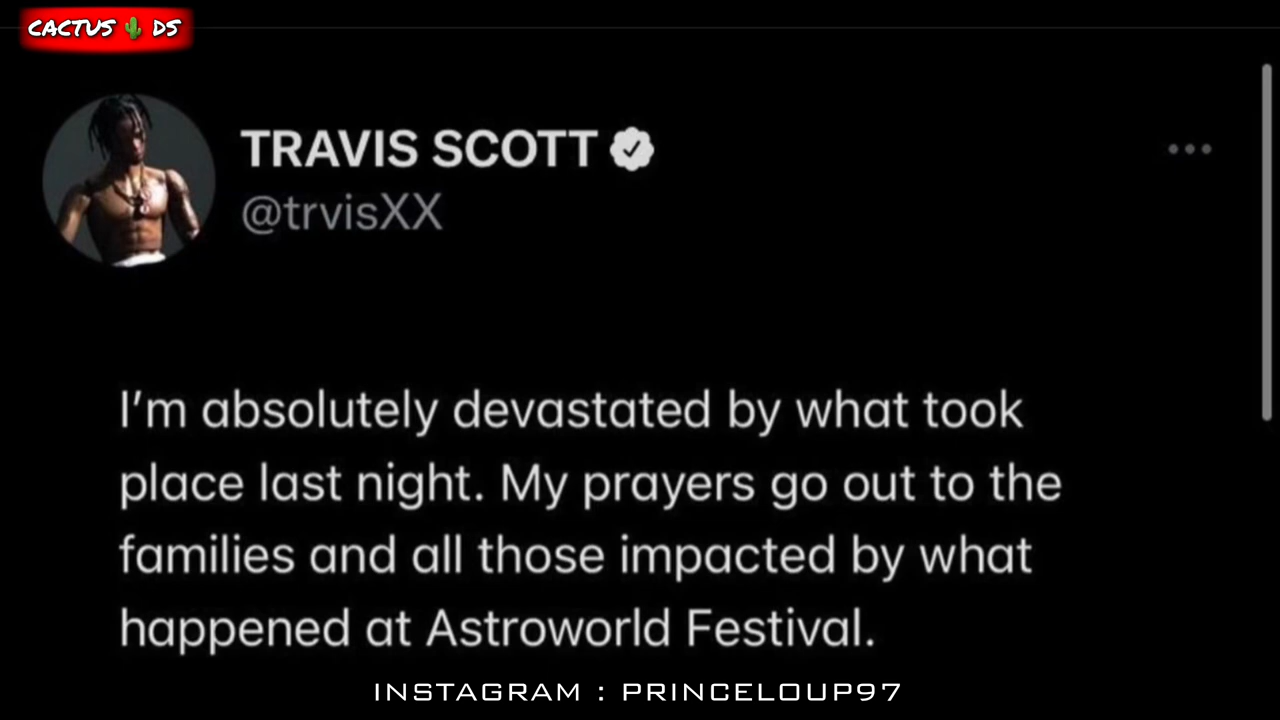 CACTUS 🌵 DS
TRAVIS SCOTT
@trvisXX
I'm absolutely devastated by what took
place last night. My prayers go out to the
families and all those impacted by what
happened at Astroworld Festival.
INSTAGRAM : PRINCELOUP97